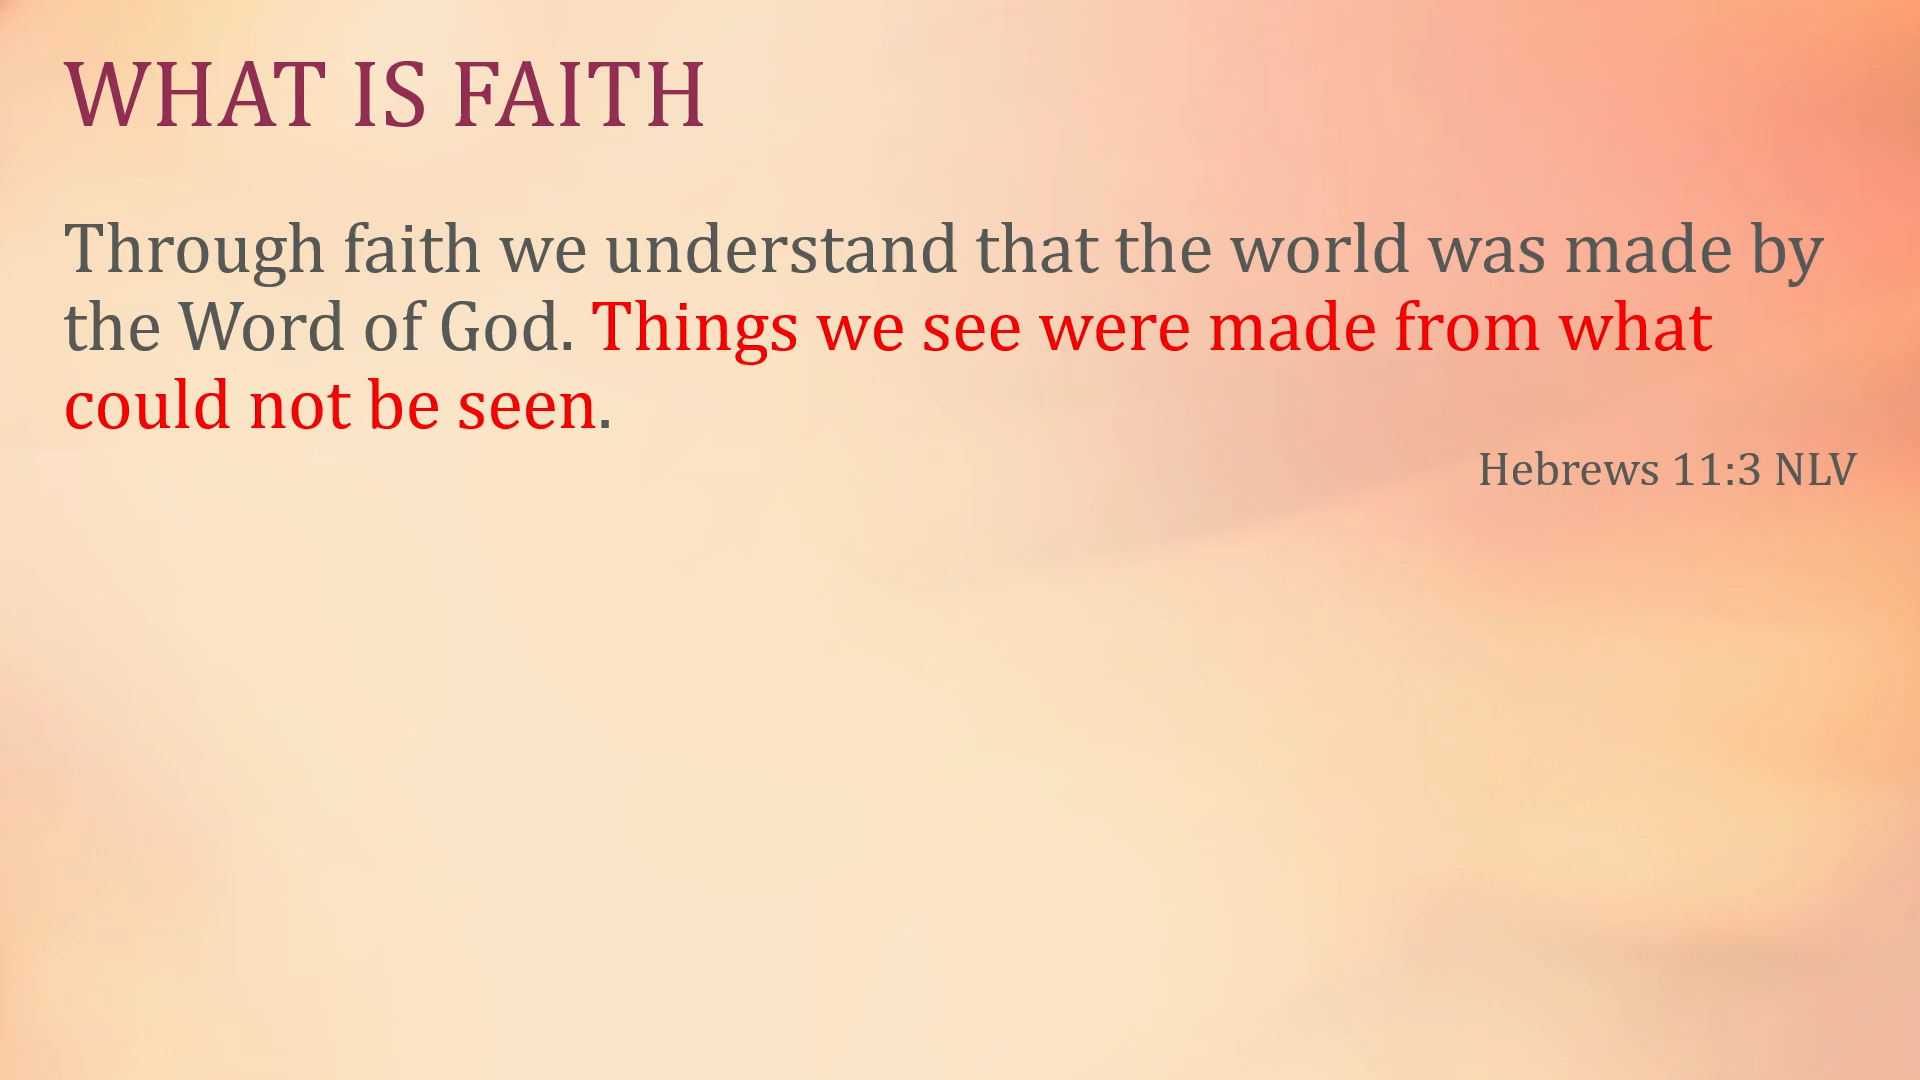 WHAT IS FAITH
Through faith we understand that the world was made by
the Word of God. Things we see were made from what
could not be seen.
Hebrews 11:3 NLV